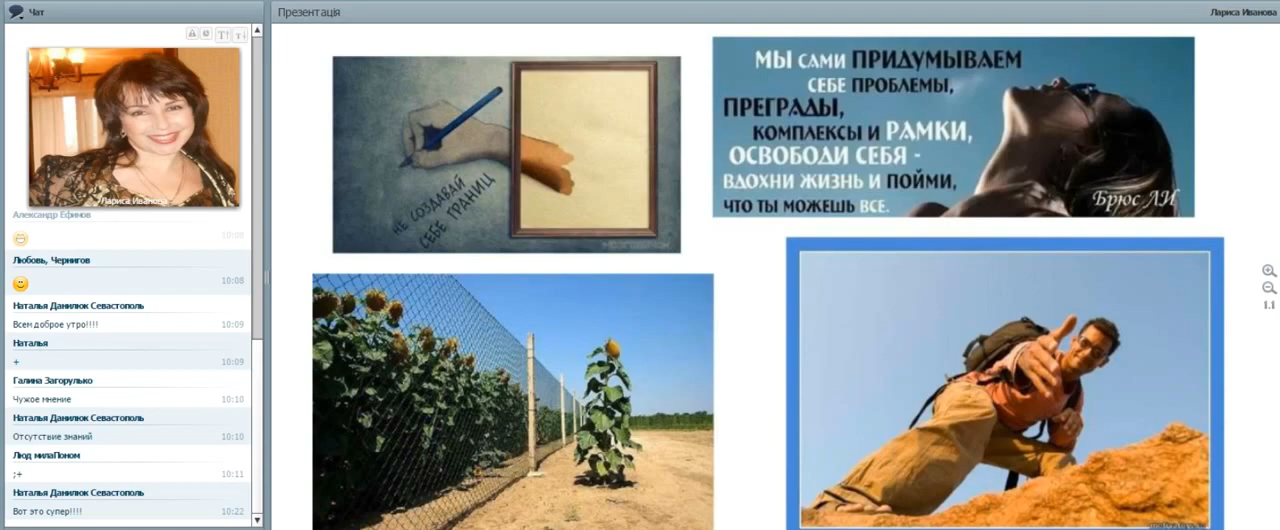 Чат
Презентація
Лариса Иванова
Лариса Иванова
Александр Ефимов
10:08
Любовь, Чернигов
10:08
Наталья Данилюк Севастополь
Всем доброе утро!!!!
10:09
Наталья
+
10:09
Галина Загорулько
Чужое мнение
10:10
Наталья Данилюк Севастополь
Отсутствие знаний
10:10
Люд милаПоном
;+
10:11
Наталья Данилюк Севастополь
Вот это супер!!!!
10:22
НЕ СОЗДАВАЙ
СЕБЕ ГРАНИЦ
МЫ САМИ ПРИДУМЫВАЕМ
СЕБЕ ПРОБЛЕМЫ,
ПРЕГРАДЫ,
КОМПЛЕКСЫ И РАМКИ,
ОСВОБОДИ СЕБЯ -
ВДОХНИ ЖИЗНЬ И ПОЙМИ,
ЧТО ТЫ МОЖЕШЬ ВСЕ.
Брюс ЛИ
1:1